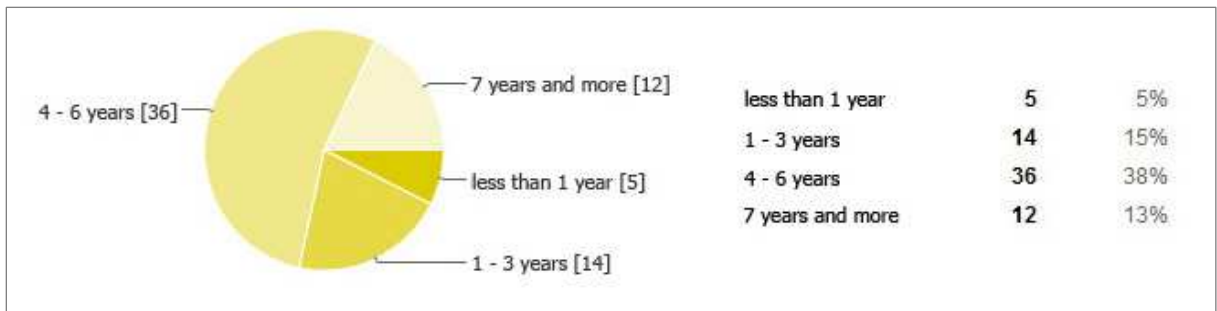 4 - 6 years [36]
7 years and more [12]
less than 1 year [5]
1 - 3 years [14]
less than 1 year 5 5%
1 - 3 years 14 15%
4 - 6 years 36 38%
7 years and more 12 13%